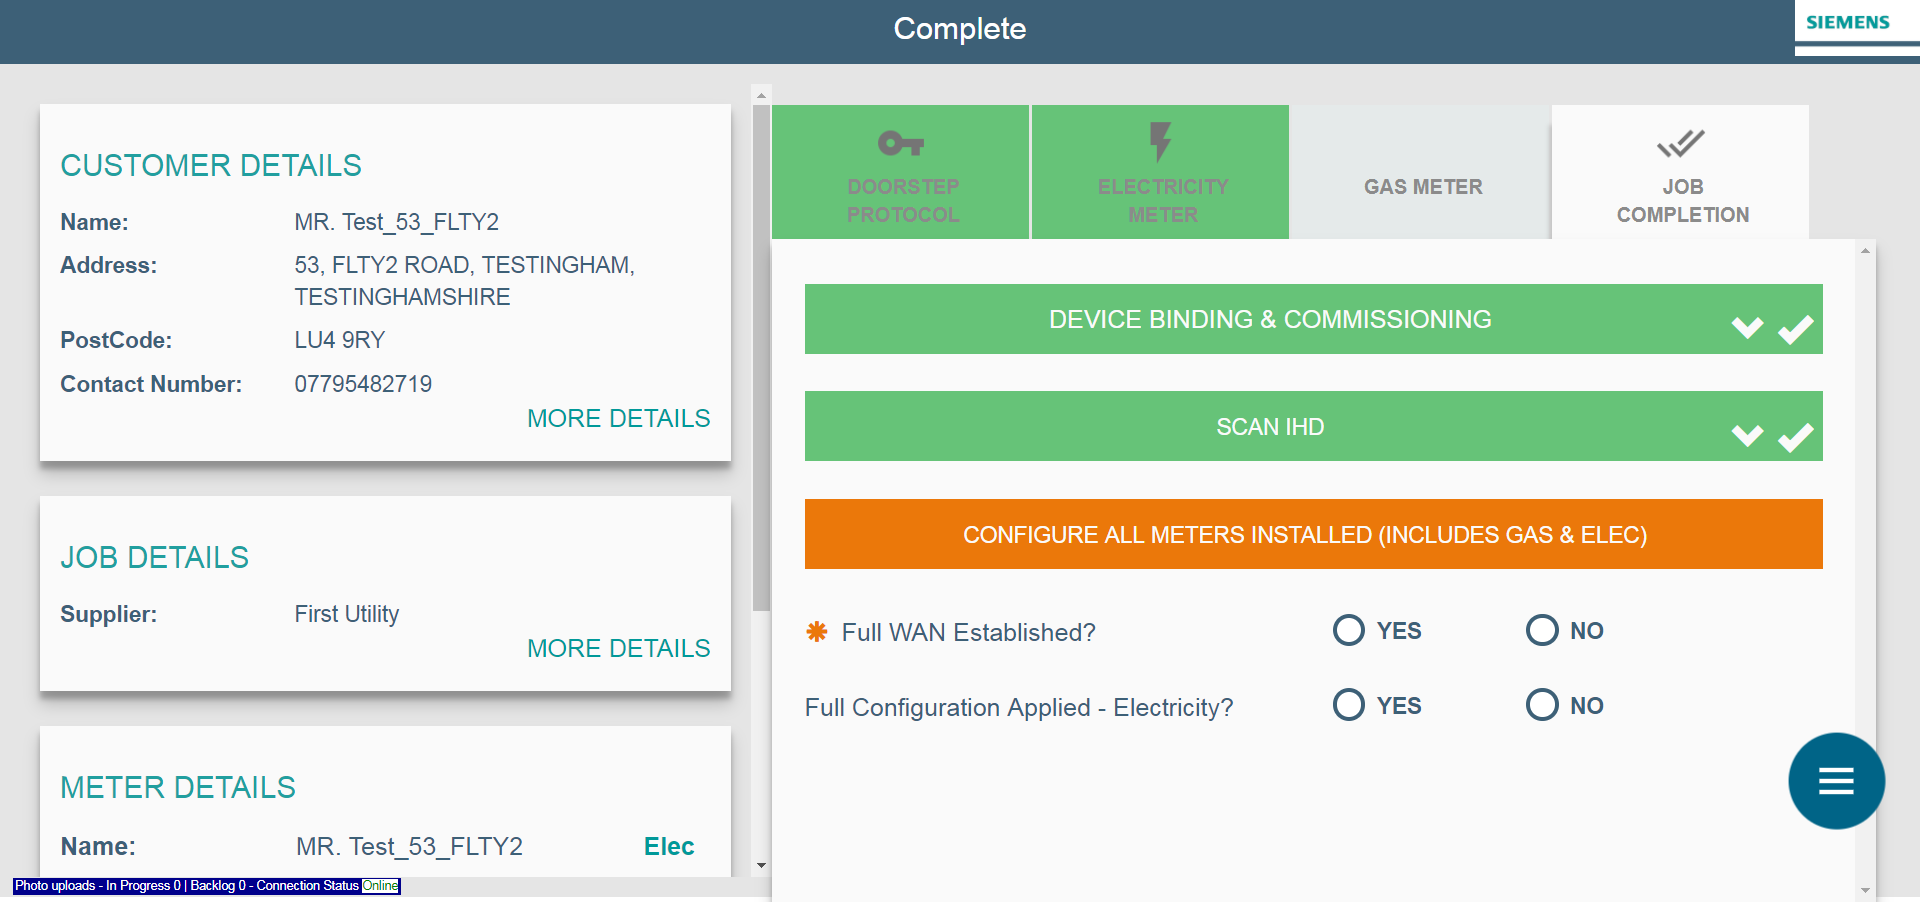 Complete
SIEMENS
CUSTOMER DETAILS
Name: MR. Test_53_FLTY2
Address: 53, FLTY2 ROAD, TESTINGHAM,
TESTINGHAMSHIRE
PostCode: LU4 9RY
Contact Number: 07795482719
MORE DETAILS
JOB DETAILS
Supplier: First Utility
MORE DETAILS
METER DETAILS
Name: MR. Test_53_FLTY2 Elec
Photo uploads - In Progress 0 | Backlog 0 - Connection Status Online
DOORSTEP
PROTOCOL
ELECTRICITY
METER
GAS METER
JOB
COMPLETION
DEVICE BINDING & COMMISSIONING
SCAN IHD
CONFIGURE ALL METERS INSTALLED (INCLUDES GAS & ELEC)
Full WAN Established? YES NO
Full Configuration Applied - Electricity? YES NO